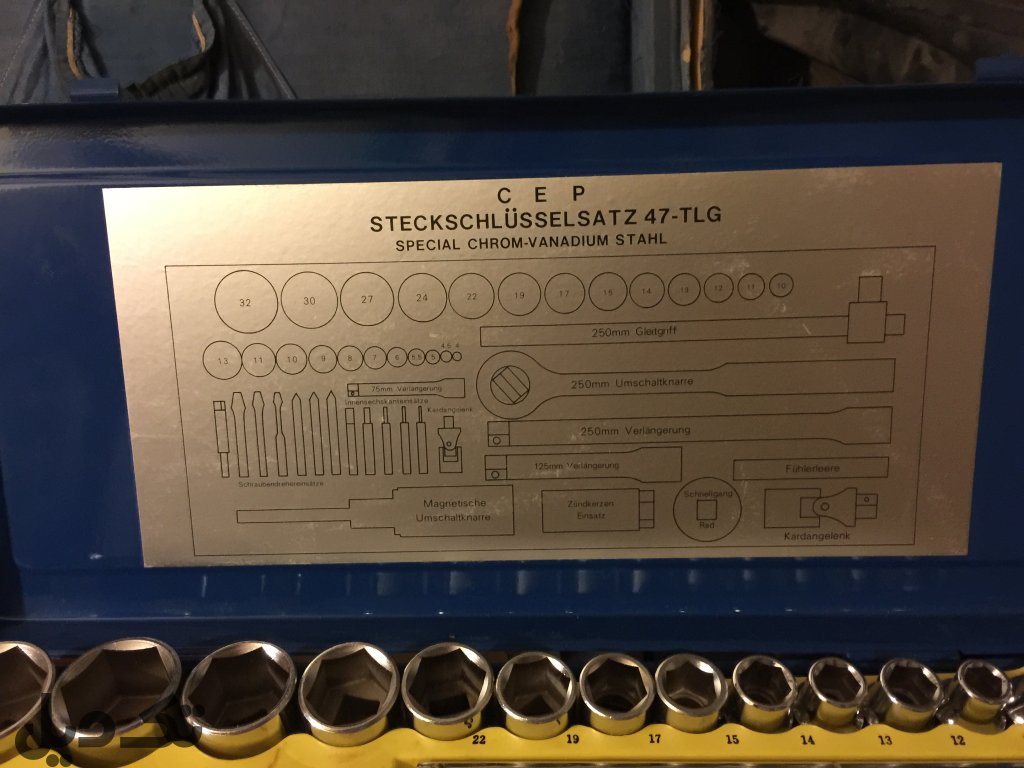 C E P
STECKSCHLÜSSELSATZ 47-TLG
SPECIAL CHROM-VANADIUM STAHL
32 30 27 24 22 19 17 15 14 13 12 11 10
250mm Gleitgriff
13 11 10 9 8 7 6 5.5 5 4.5 4
250mm Umschaltknarre
75mm Verlängerung
Innensechskanteinsätze
Kardangelenk
250mm Verlängerung
125mm Verlängerung
Fühlerleere
Schraubendrehereinsätze
Magnetische
Umschaltknarre
Zündkerzen
Einsatz
Schnellgang
Rad
Kardangelenk
22 19 17 15 14 13 12